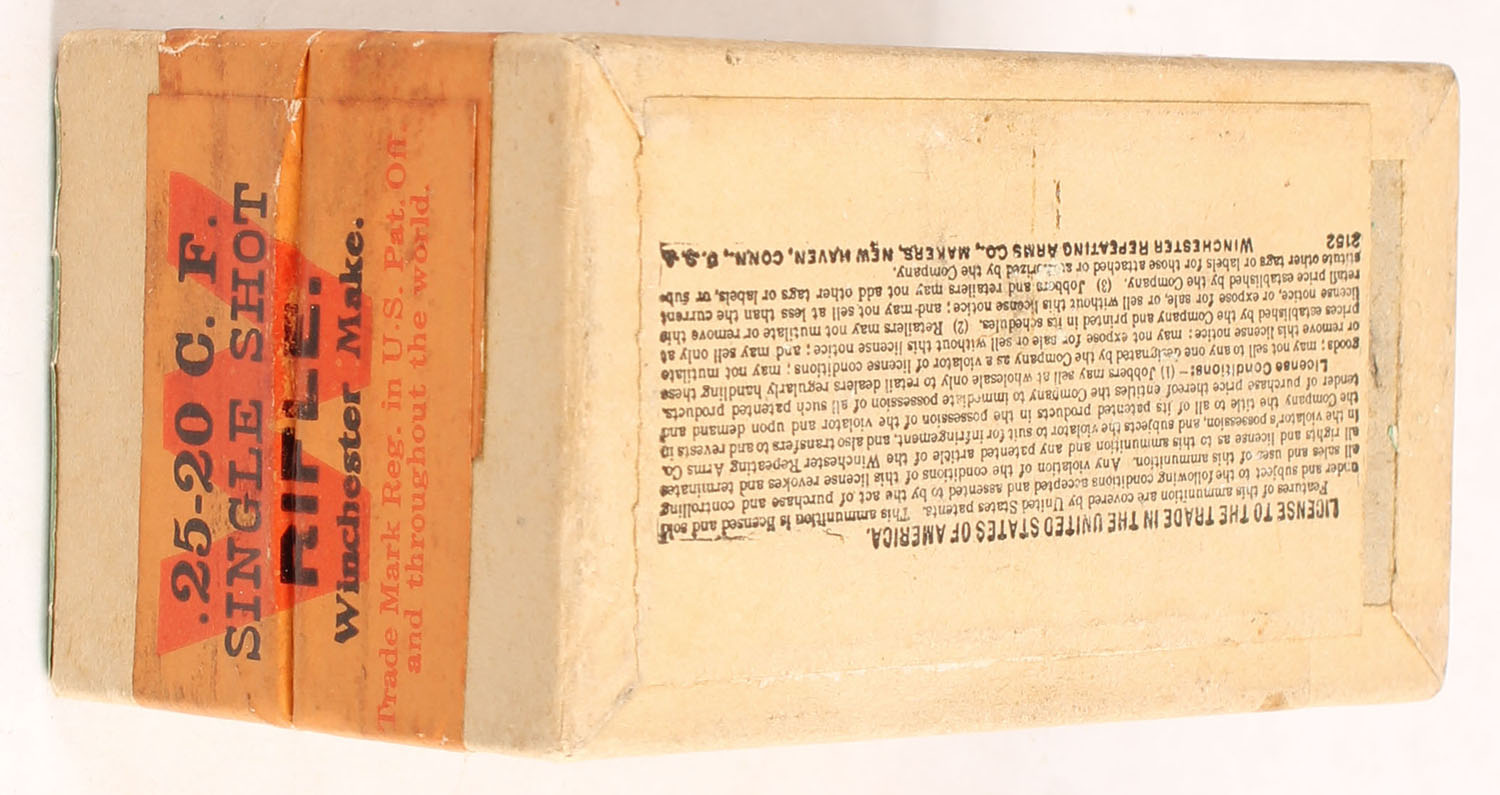 .25-20 C. F.
SINGLE SHOT
RIFLE.
Winchester Make.
Trade Mark Reg. in U.S. Pat. Off.
and throughout the world.
LICENSE TO THE TRADE IN THE UNITED STATES OF AMERICA.
Features of this ammunition are covered by United States patents. This ammunition is licensed and sold
under and subject to the following conditions accepted and assented to by the act of purchase and controlling
all sales and uses of this ammunition. Any violation of the conditions of this license revokes and terminates
all rights and license as to this ammunition and any patented article of the Winchester Repeating Arms Co.
in the violator's possession, and subjects the violator to suit for infringement, and also transfers to and revests in
the Company the title to all of its patented products in the possession of the violator and upon demand and
tender of purchase price thereof entitles the Company to immediate possession of all such patented products.
License Conditions:—(1) Jobbers may sell at wholesale only to retail dealers regularly handling these
goods; may not sell to any one designated by the Company as a violator of license conditions; may not mutilate
or remove this license notice; may not expose for sale or sell without this license notice; and may sell only at
prices established by the Company and printed in its schedules. (2) Retailers may not mutilate or remove this
license notice, or expose for sale, or sell without this license notice; and may not sell at less than the current
retail price established by the Company. (3) Jobbers and retailers may not add other tags or labels, or sub
stitute other tags or labels for those attached or authorized by the Company.
2152 WINCHESTER REPEATING ARMS CO., MAKERS, NEW HAVEN, CONN., U.S.A.